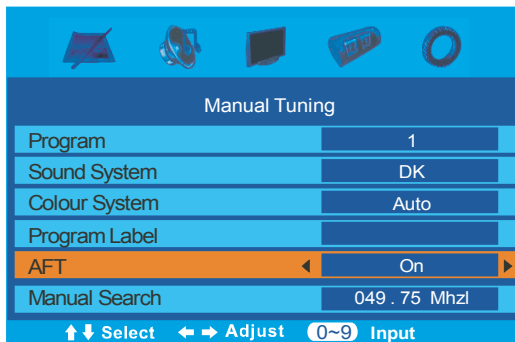 Manual Tuning
Program 1
Sound System DK
Colour System Auto
Program Label
AFT On
Manual Search 049 . 75 Mhzl
Select Adjust 0~9 Input